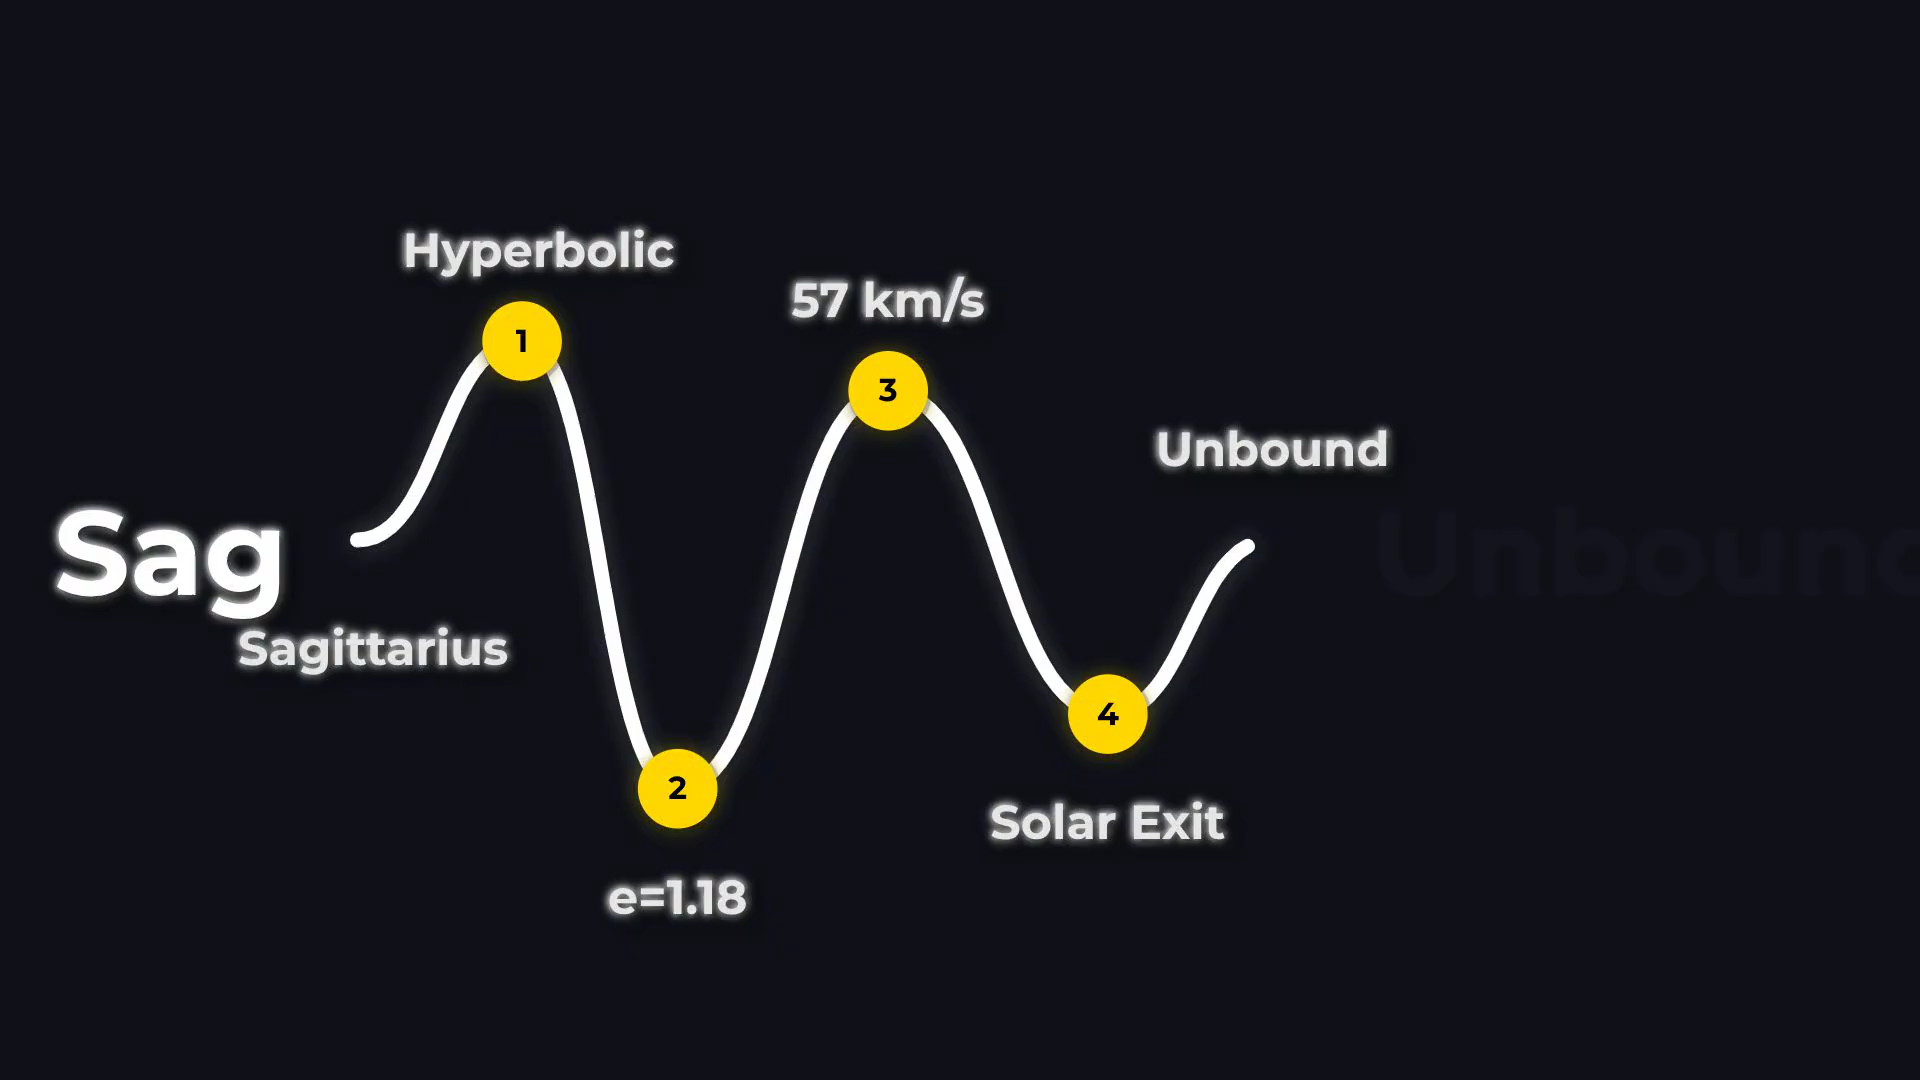 Hyperbolic
1
57 km/s
3
Unbound
Sag
Sagittarius
2
e=1.18
4
Solar Exit